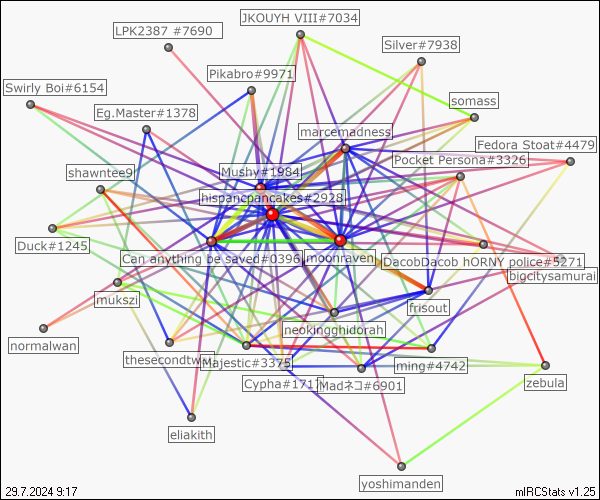 JKOUYH VIII#7034
LPK2387 #7690
Silver#7938
Pikabro#9971
Swirly Boi#6154
somass
Eg.Master#1378
marcemadness
Fedora Stoat#4479
Pocket Persona#3326
Mushy#1984
shawntee9
hispancpancakes#2928
Duck#1245
Can anything be saved#0396
moonraven
DacobDacob hORNY police#5271
bigcitysamurai
mukszi
frisout
neokingghidorah
normalwan
Majestic#3375
ming#4742
Cypha#171
Madネコ#6901
zebula
eliakith
yoshimanden
29.7.2024 9:17
mIRCStats v1.25